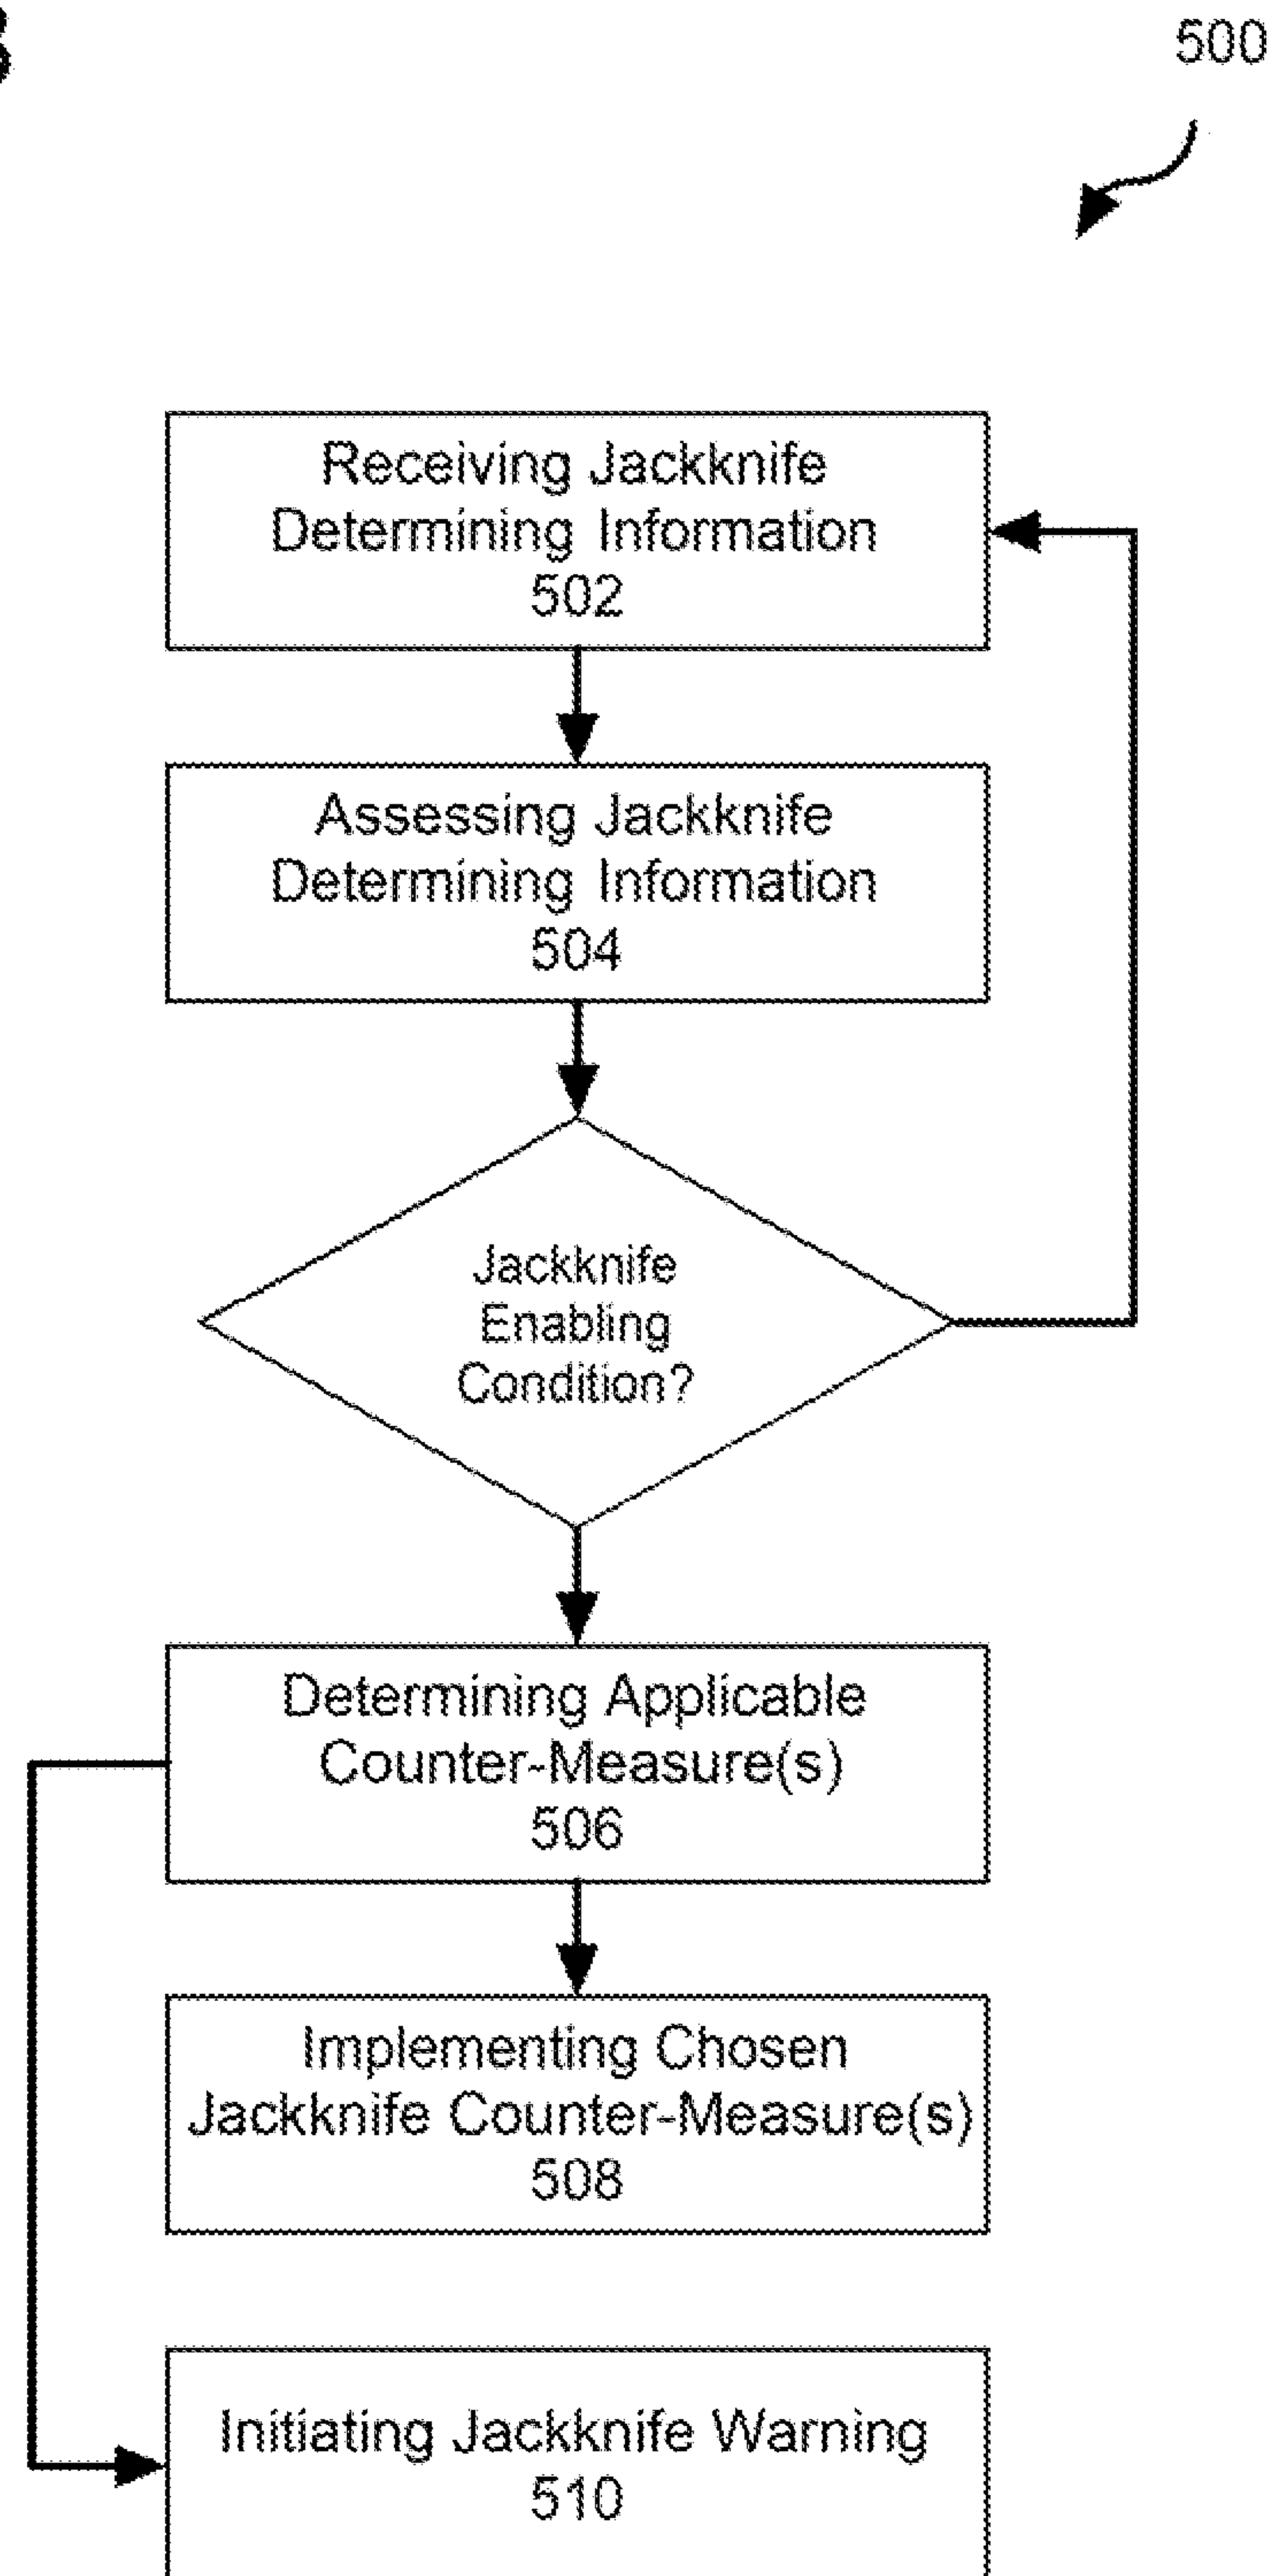 500
Receiving Jackknife
Determining Information
502
Assessing Jackknife
Determining Information
504
Jackknife
Enabling
Condition?
Determining Applicable
Counter-Measure(s)
506
Implementing Chosen
Jackknife Counter-Measure(s)
508
Initiating Jackknife Warning
510